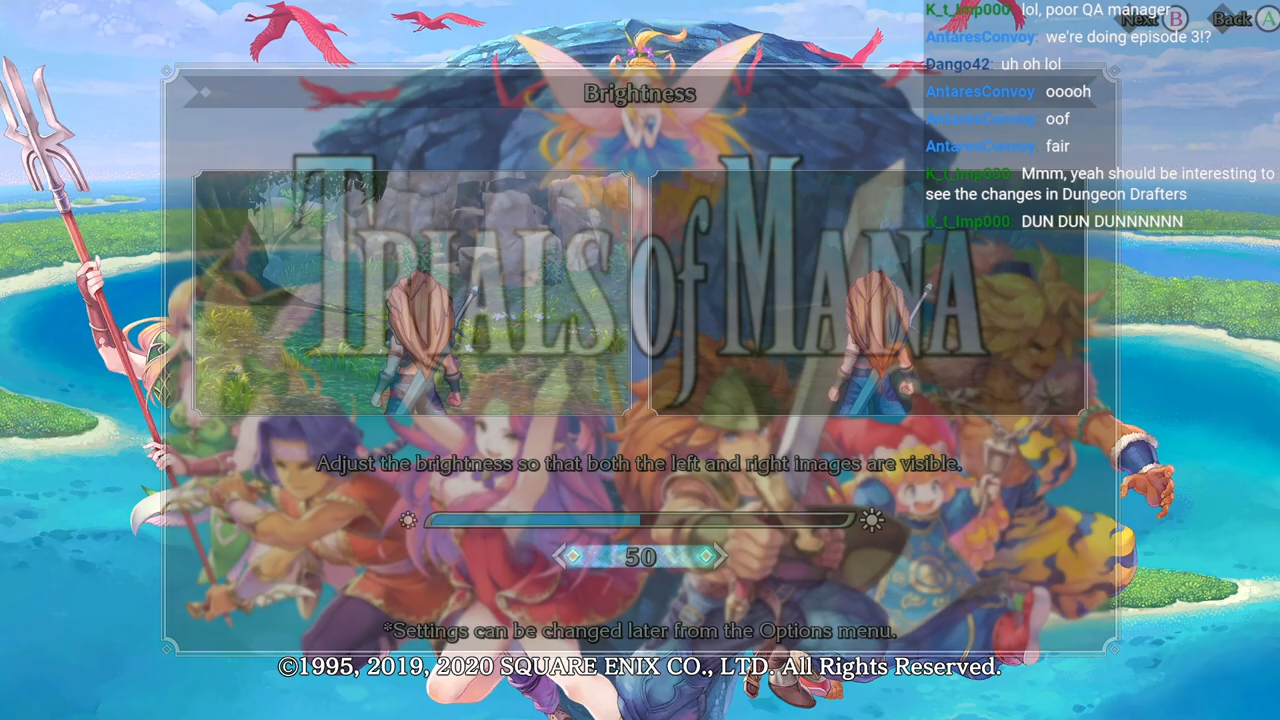 K_t_Imp000: lol, poor QA manager
Next B Back A
AntaresConvoy: we're doing episode 3!?
Dango42: uh oh lol
Brightness
AntaresConvoy: ooooh
AntaresConvoy: oof
AntaresConvoy: fair
K_t_Imp000: Mmm, yeah should be interesting to
see the changes in Dungeon Drafters
K_t_Imp000: DUN DUN DUNNNNNN
TRIALS of MANA
Adjust the brightness so that both the left and right images are visible.
50
*Settings can be changed later from the Options menu.
©1995, 2019, 2020 SQUARE ENIX CO., LTD. All Rights Reserved.